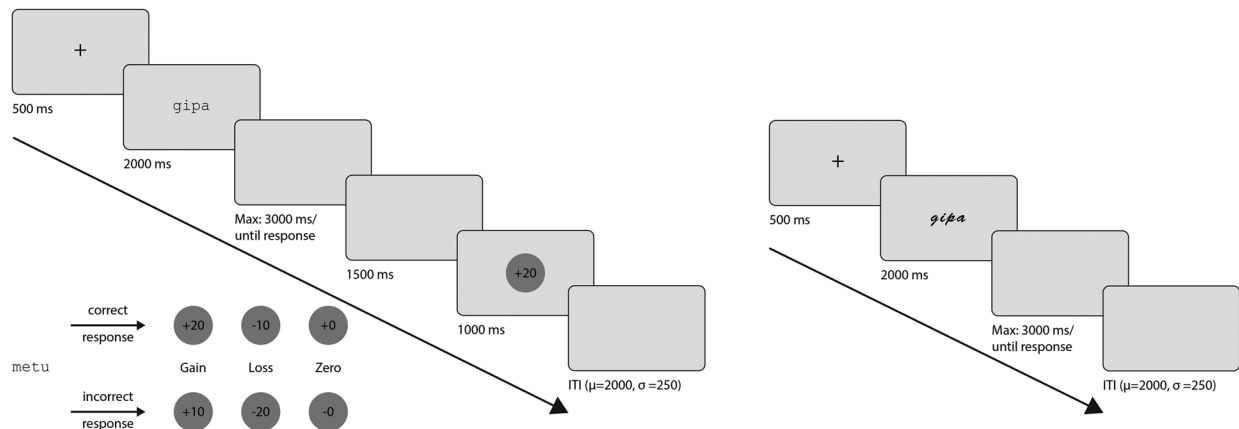 +
500 ms
gipa
2000 ms
Max: 3000 ms/
until response
1500 ms
+20
1000 ms
ITI (μ=2000, σ =250)
correct
response
+20 -10 +0
metu
Gain Loss Zero
incorrect
response
+10 -20 -0
+
500 ms
gipa
2000 ms
Max: 3000 ms/
until response
ITI (μ=2000, σ =250)